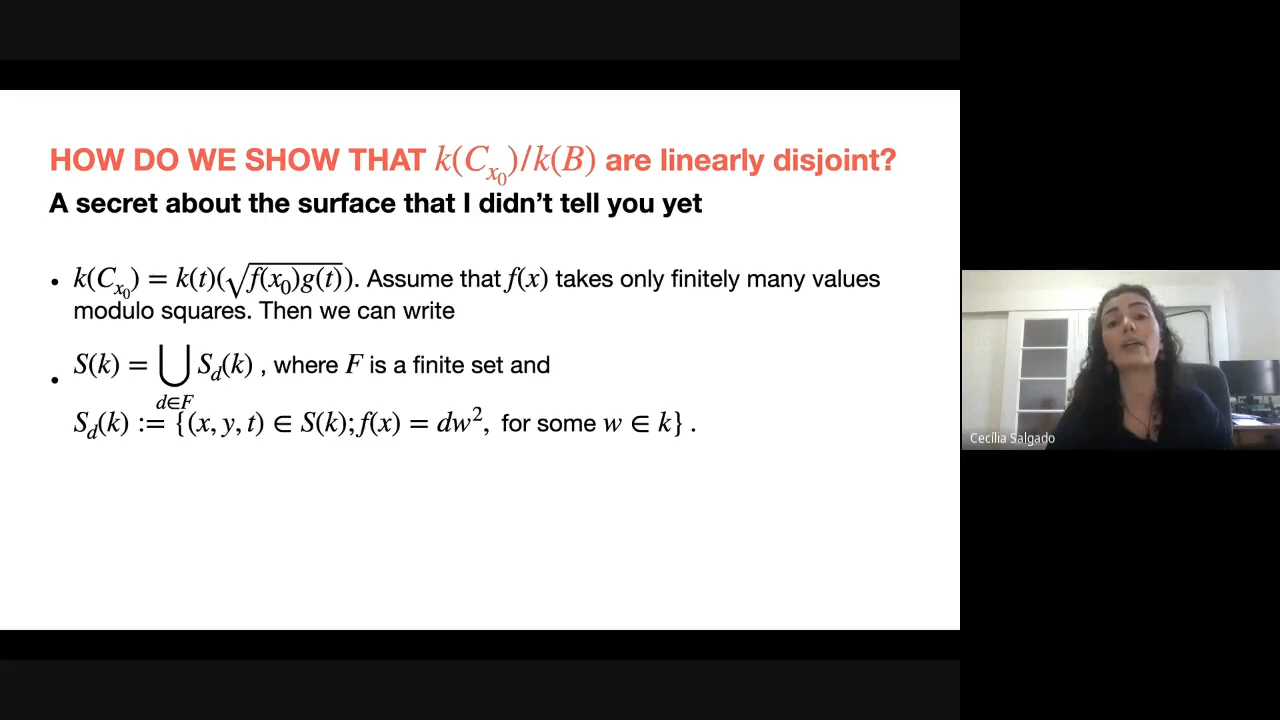 HOW DO WE SHOW THAT k(C_{x_0})/k(B) are linearly disjoint?
A secret about the surface that I didn’t tell you yet
• k(C_{x_0}) = k(t)(√(f(x_0)g(t))). Assume that f(x) takes only finitely many values
modulo squares. Then we can write
• S(k) = ⋃_{d∈F} S_d(k) , where F is a finite set and
S_d(k) := {(x, y, t) ∈ S(k); f(x) = dw², for some w ∈ k} .
Cecília Salgado